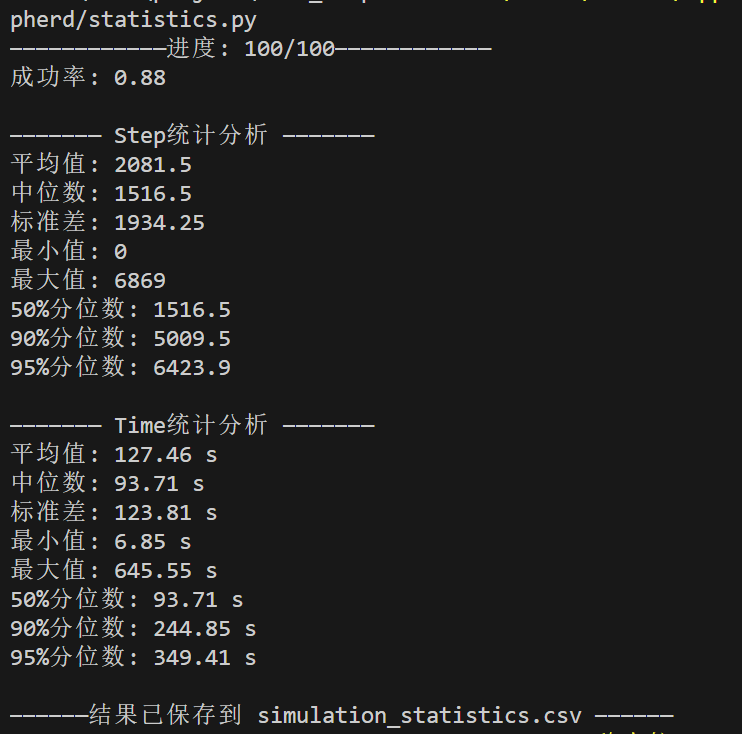 pherd/statistics.py
————————————进度: 100/100————————————
成功率: 0.88
——————— Step统计分析 ———————
平均值: 2081.5
中位数: 1516.5
标准差: 1934.25
最小值: 0
最大值: 6869
50%分位数: 1516.5
90%分位数: 5009.5
95%分位数: 6423.9
——————— Time统计分析 ———————
平均值: 127.46 s
中位数: 93.71 s
标准差: 123.81 s
最小值: 6.85 s
最大值: 645.55 s
50%分位数: 93.71 s
90%分位数: 244.85 s
95%分位数: 349.41 s
——————结果已保存到 simulation_statistics.csv ——————